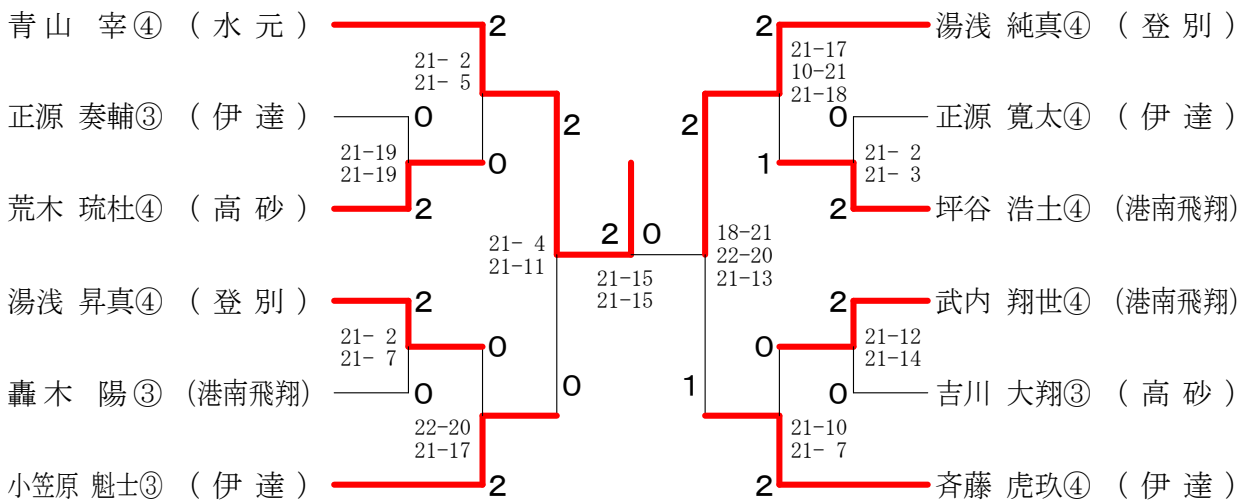 青山 宰④ (水元) 2 2 湯浅 純真④ (登別)
21- 2 21-17
21- 5 10-21
21-18
正源 奏輔③ (伊達) 0 2 2 0 正源 寛太④ (伊達)
21-19 0 1 21- 2
21-19 21- 3
荒木 琉杜④ (高砂) 2 2 坪谷 浩土④ (港南飛翔)
21- 4 2 0 18-21
21-11 22-20
21-15 21-13
21-15
湯浅 昇真④ (登別) 2 2 武内 翔世④ (港南飛翔)
21- 2 0 0 21-12
21- 7 21-14
轟木 陽③ (港南飛翔) 0 0 1 0 吉川 大翔③ (高砂)
22-20 21-10
21-17 21- 7
小笠原 魁士③ (伊達) 2 2 斉藤 虎玖④ (伊達)